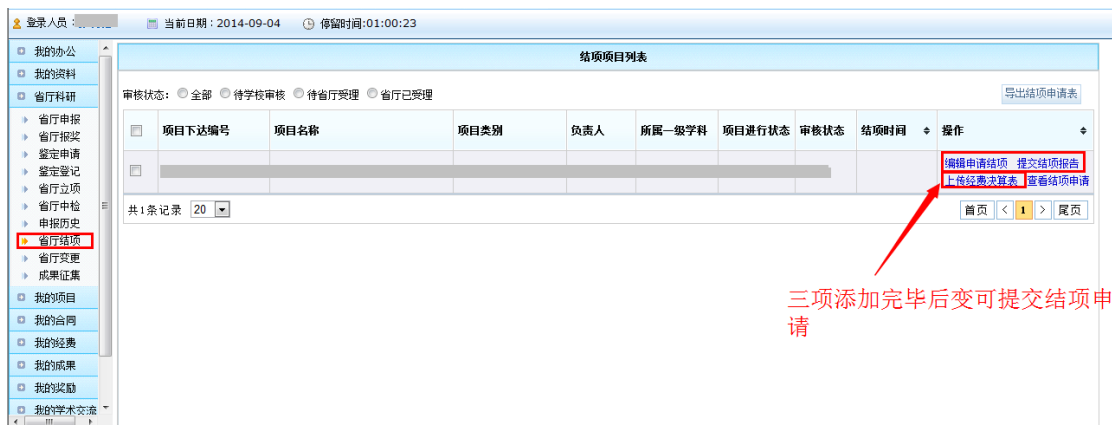 登录人员： 当前日期：2014-09-04 停留时间:01:00:23
我的办公
我的资料
省厅科研
省厅申报
省厅报奖
鉴定申请
鉴定登记
省厅立项
省厅中检
申报历史
省厅结项
省厅变更
成果征集
我的项目
我的合同
我的经费
我的成果
我的奖励
我的学术交流
结项项目列表
审核状态： 全部 待学校审核 待省厅受理 省厅已受理 导出结项申请表
项目下达编号 项目名称 项目类别 负责人 所属一级学科 项目进行状态 审核状态 结项时间 操作
编辑申请结项 提交结项报告
上传经费决算表 查看结项申请
共1条记录 20 首页 < 1 > 尾页
三项添加完毕后变可提交结项申
请